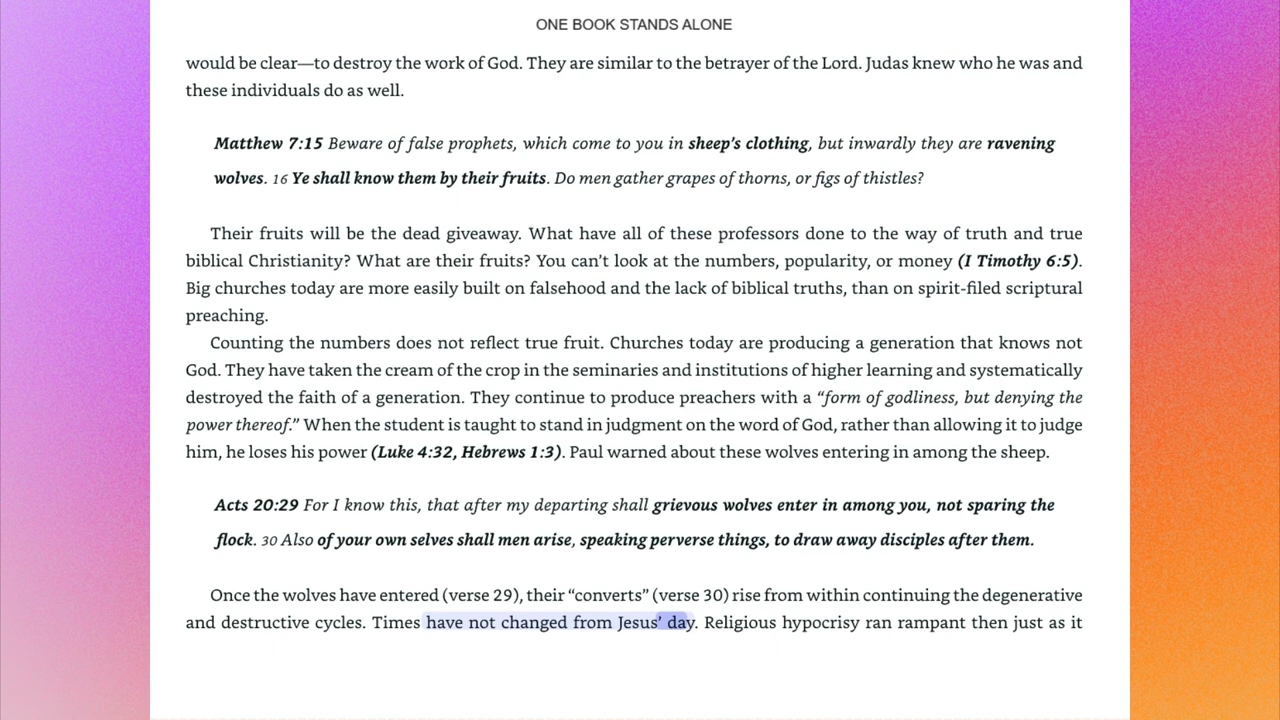 ONE BOOK STANDS ALONE
would be clear—to destroy the work of God. They are similar to the betrayer of the Lord. Judas knew who he was and
these individuals do as well.
Matthew 7:15 Beware of false prophets, which come to you in sheep’s clothing, but inwardly they are ravening
wolves. 16 Ye shall know them by their fruits. Do men gather grapes of thorns, or figs of thistles?
Their fruits will be the dead giveaway. What have all of these professors done to the way of truth and true
biblical Christianity? What are their fruits? You can’t look at the numbers, popularity, or money (I Timothy 6:5).
Big churches today are more easily built on falsehood and the lack of biblical truths, than on spirit-filed scriptural
preaching.
Counting the numbers does not reflect true fruit. Churches today are producing a generation that knows not
God. They have taken the cream of the crop in the seminaries and institutions of higher learning and systematically
destroyed the faith of a generation. They continue to produce preachers with a “form of godliness, but denying the
power thereof.” When the student is taught to stand in judgment on the word of God, rather than allowing it to judge
him, he loses his power (Luke 4:32, Hebrews 1:3). Paul warned about these wolves entering in among the sheep.
Acts 20:29 For I know this, that after my departing shall grievous wolves enter in among you, not sparing the
flock. 30 Also of your own selves shall men arise, speaking perverse things, to draw away disciples after them.
Once the wolves have entered (verse 29), their “converts” (verse 30) rise from within continuing the degenerative
and destructive cycles. Times have not changed from Jesus’ day. Religious hypocrisy ran rampant then just as it